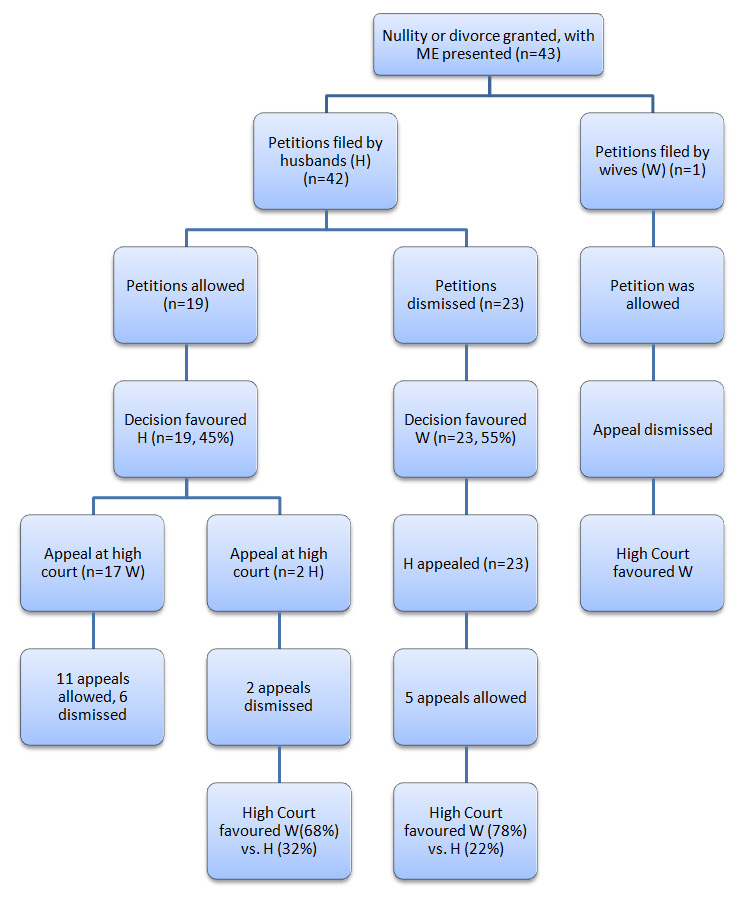 Nullity or divorce granted, with
ME presented (n=43)
Petitions filed by
husbands (H)
(n=42)
Petitions filed by
wives (W) (n=1)
Petitions allowed
(n=19)
Petitions
dismissed (n=23)
Petition was
allowed
Decision favoured
H (n=19, 45%)
Decision favoured
W (n=23, 55%)
Appeal dismissed
Appeal at high
court (n=17 W)
Appeal at high
court (n=2 H)
H appealed (n=23)
High Court
favoured W
11 appeals
allowed, 6
dismissed
2 appeals
dismissed
5 appeals allowed
High Court
favoured W(68%)
vs. H (32%)
High Court
favoured W (78%)
vs. H (22%)